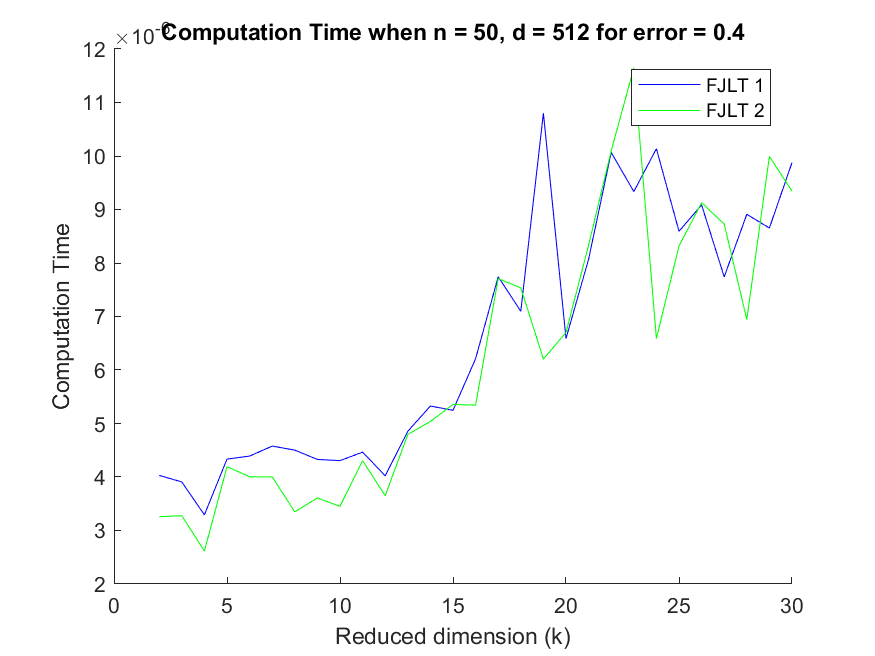 Computation Time when n = 50, d = 512 for error = 0.4
×10
12
11
10
9
8
7
6
5
4
3
2
Computation Time
FJLT 1
FJLT 2
0 5 10 15 20 25 30
Reduced dimension (k)